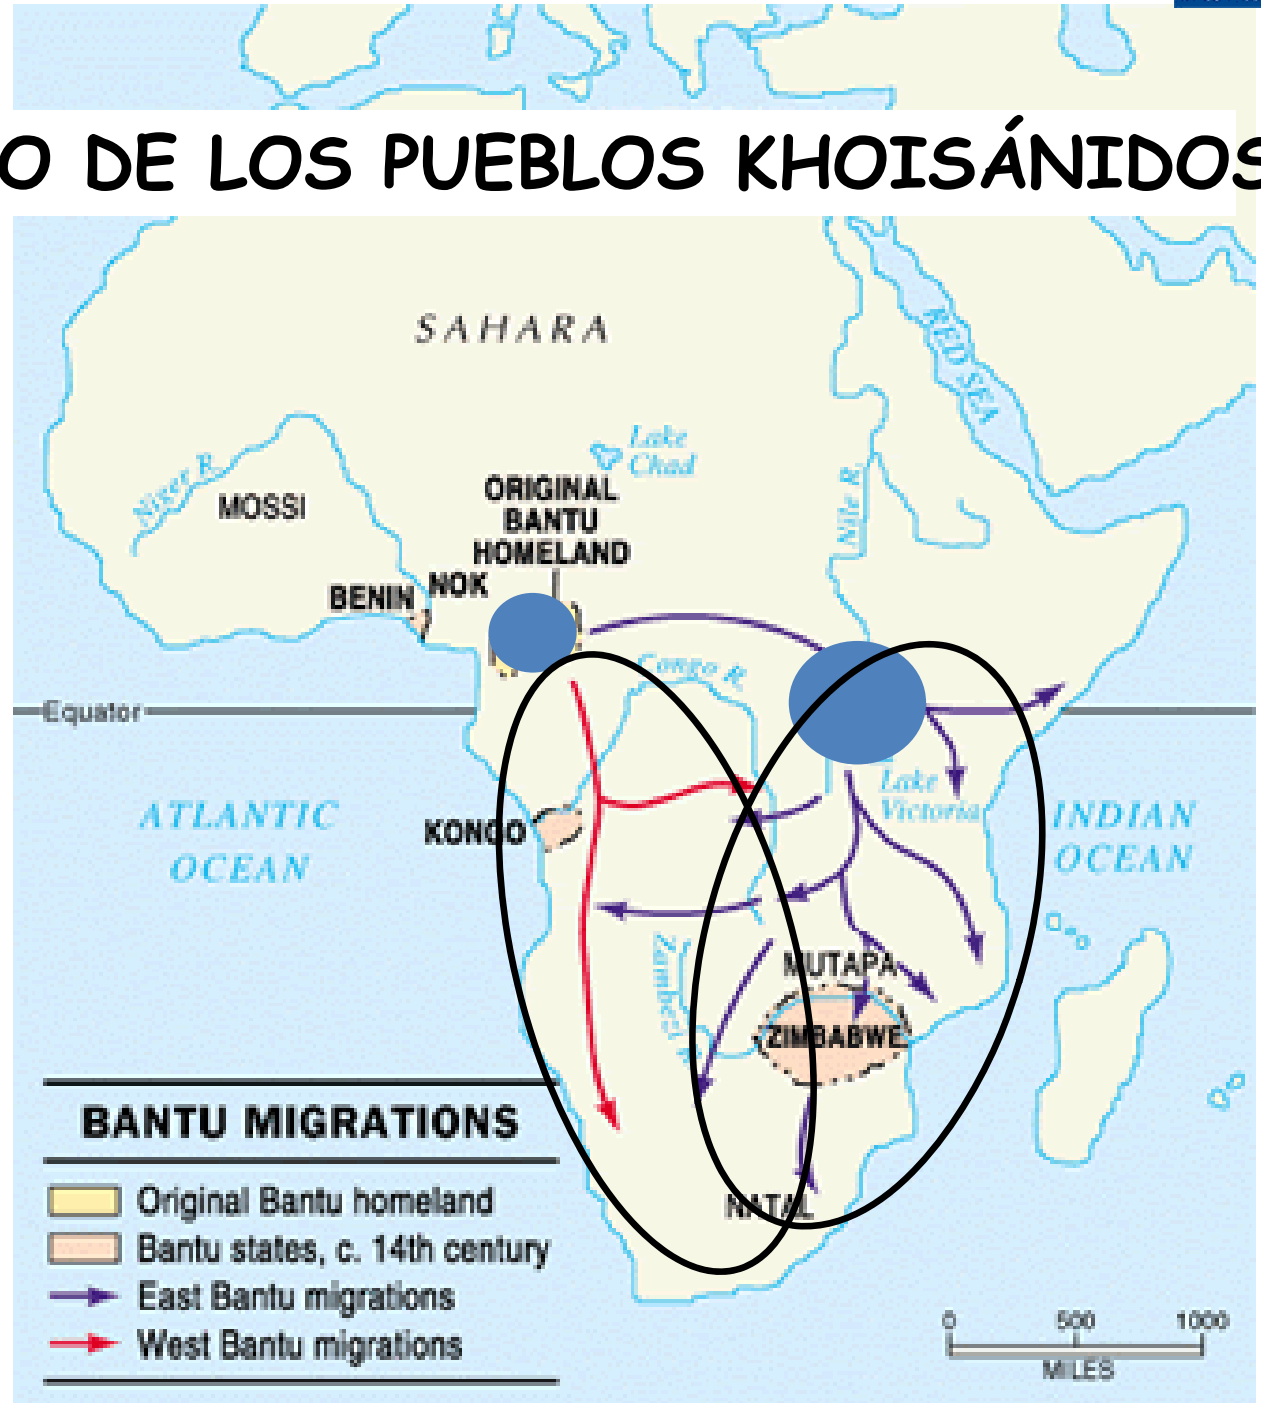 O DE LOS PUEBLOS KHOISÁNIDOS
SAHARA
RED SEA
Lake
Chad
Niger R.
MOSSI
ORIGINAL
BANTU
HOMELAND
Nile R.
NOK
BENIN
Congo R.
Equator
Lake
Victoria
ATLANTIC
OCEAN
KONGO
INDIAN
OCEAN
Zambezi R.
MUTAPA
ZIMBABWE
NATAL
BANTU MIGRATIONS
Original Bantu homeland
Bantu states, c. 14th century
East Bantu migrations
West Bantu migrations
0 500 1000
MILES